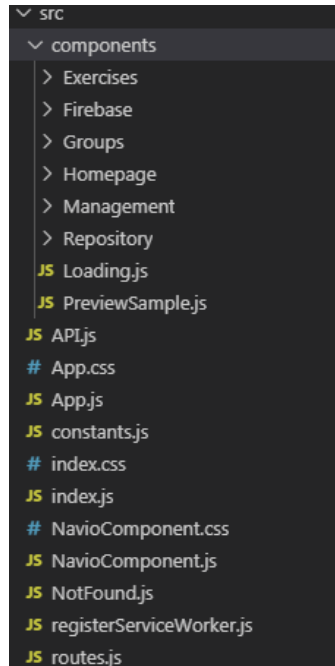 src
components
Exercises
Firebase
Groups
Homepage
Management
Repository
JS Loading.js
JS PreviewSample.js
JS API.js
# App.css
JS App.js
JS constants.js
# index.css
JS index.js
# NavioComponent.css
JS NavioComponent.js
JS NotFound.js
JS registerServiceWorker.js
JS routes.js